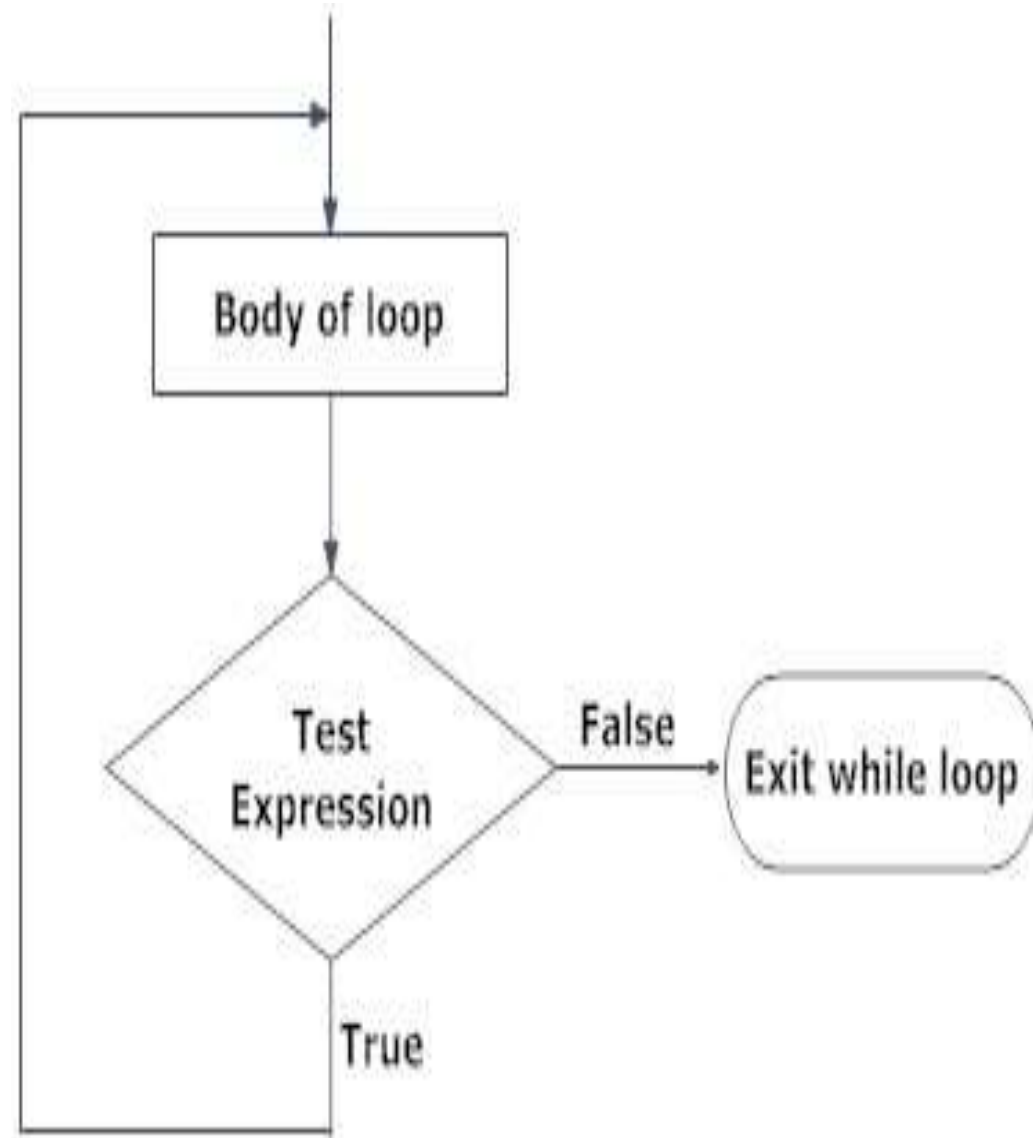 Body of loop
Test
Expression
False
Exit while loop
True